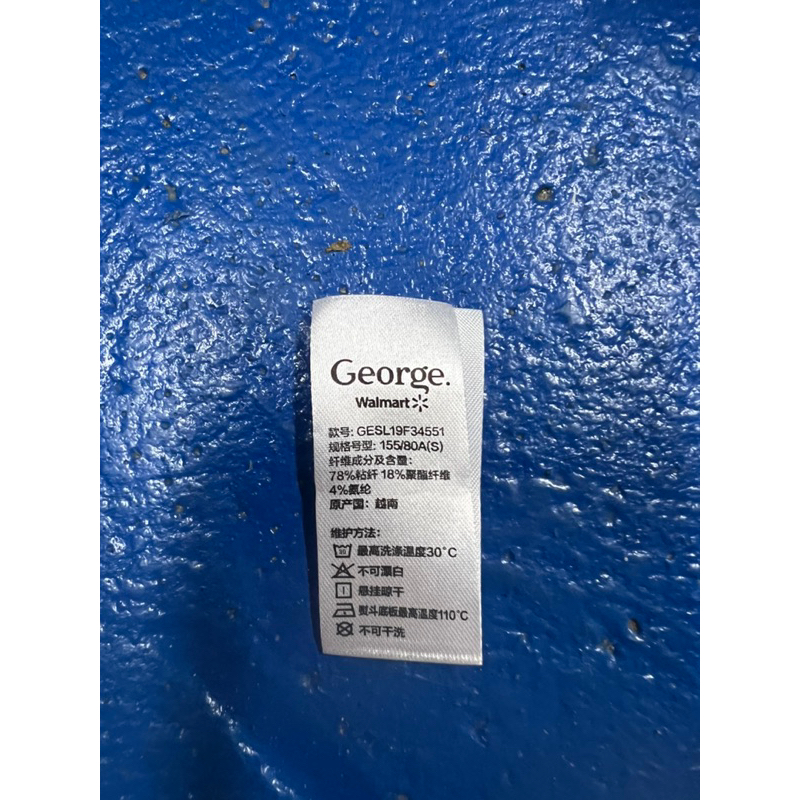 George.
Walmart
款号: GESL19F34551
规格号型: 155/80A(S)
纤维成分及含量:
78%粘纤 18%聚酯纤维
4%氨纶
原产国: 越南
维护方法:
最高洗涤温度30°C
不可漂白
悬挂晾干
熨斗底板最高温度110°C
不可干洗